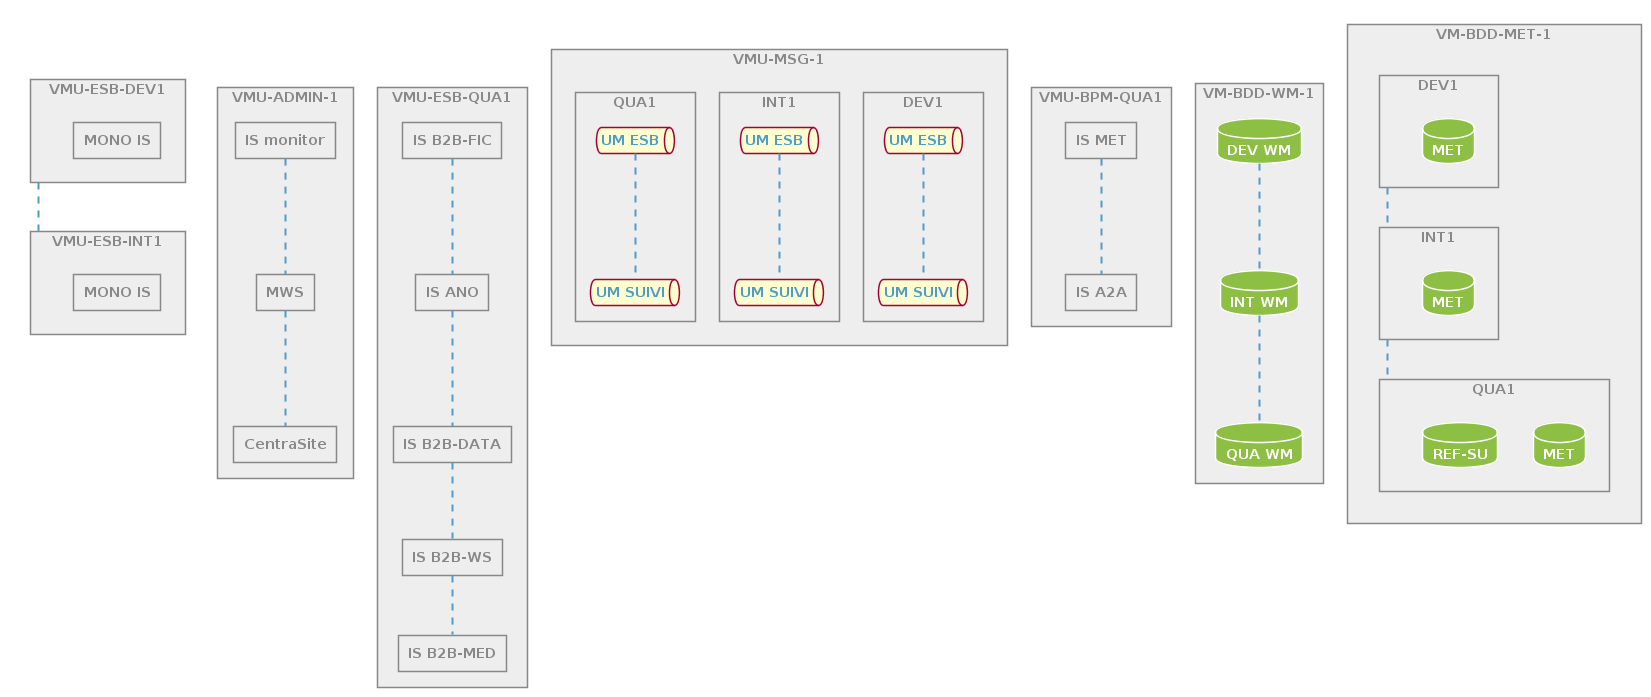 VMU-ESB-DEV1
MONO IS
VMU-ESB-INT1
MONO IS
VMU-ADMIN-1
IS monitor
MWS
CentraSite
VMU-ESB-QUA1
IS B2B-FIC
IS ANO
IS B2B-DATA
IS B2B-WS
IS B2B-MED
VMU-MSG-1
QUA1
UM ESB
UM SUIVI
INT1
UM ESB
UM SUIVI
DEV1
UM ESB
UM SUIVI
VMU-BPM-QUA1
IS MET
IS A2A
VM-BDD-WM-1
DEV WM
INT WM
QUA WM
VM-BDD-MET-1
DEV1
MET
INT1
MET
QUA1
REF-SU
MET